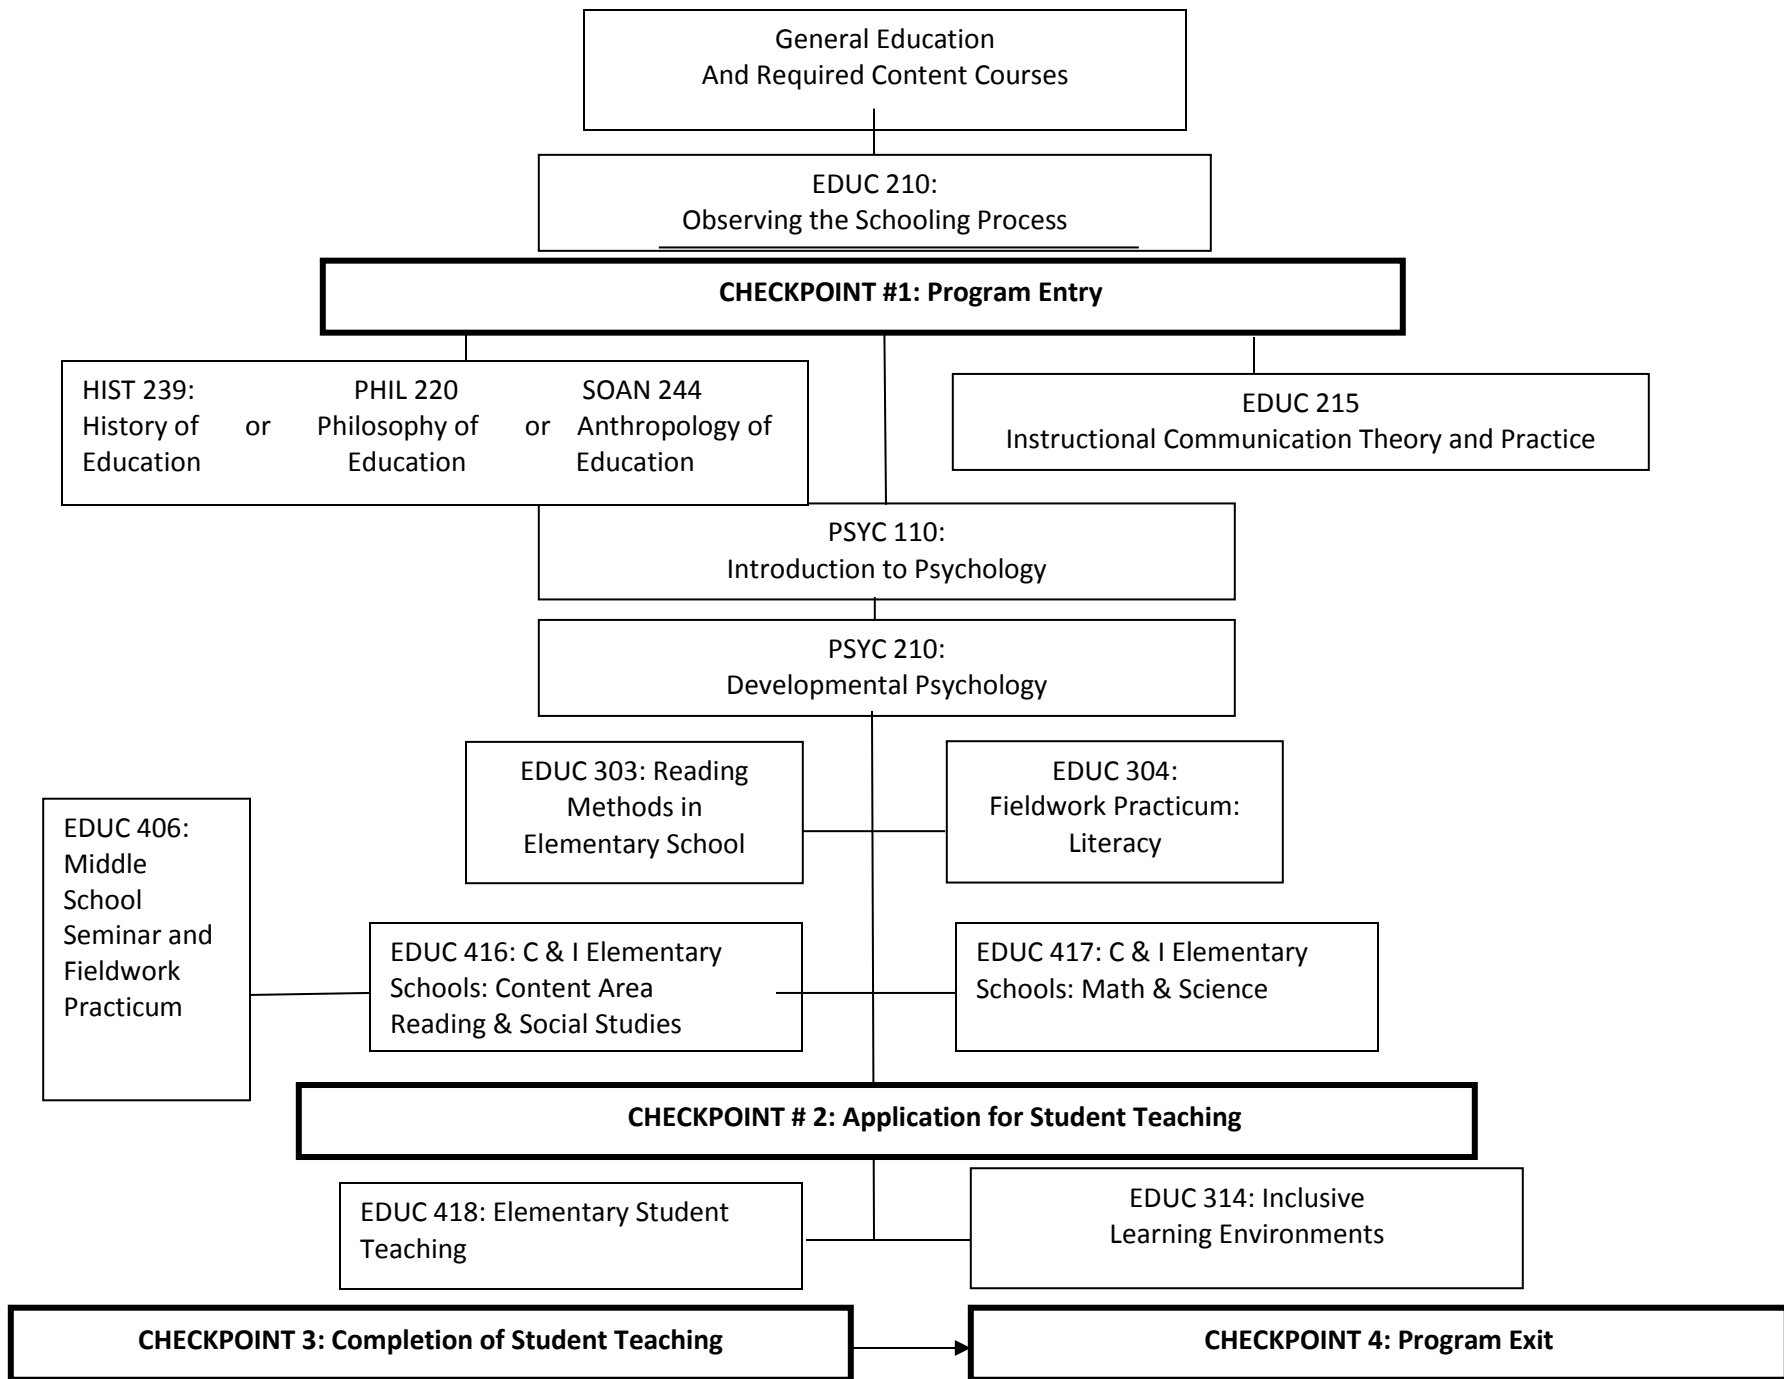 General Education
And Required Content Courses
EDUC 210:
Observing the Schooling Process
CHECKPOINT #1: Program Entry
HIST 239: PHIL 220 SOAN 244
History of or Philosophy of or Anthropology of
Education Education Education
EDUC 215
Instructional Communication Theory and Practice
PSYC 110:
Introduction to Psychology
PSYC 210:
Developmental Psychology
EDUC 303: Reading
Methods in
Elementary School
EDUC 304:
Fieldwork Practicum:
Literacy
EDUC 406:
Middle
School
Seminar and
Fieldwork
Practicum
EDUC 416: C & I Elementary
Schools: Content Area
Reading & Social Studies
EDUC 417: C & I Elementary
Schools: Math & Science
CHECKPOINT # 2: Application for Student Teaching
EDUC 418: Elementary Student
Teaching
EDUC 314: Inclusive
Learning Environments
CHECKPOINT 3: Completion of Student Teaching
CHECKPOINT 4: Program Exit